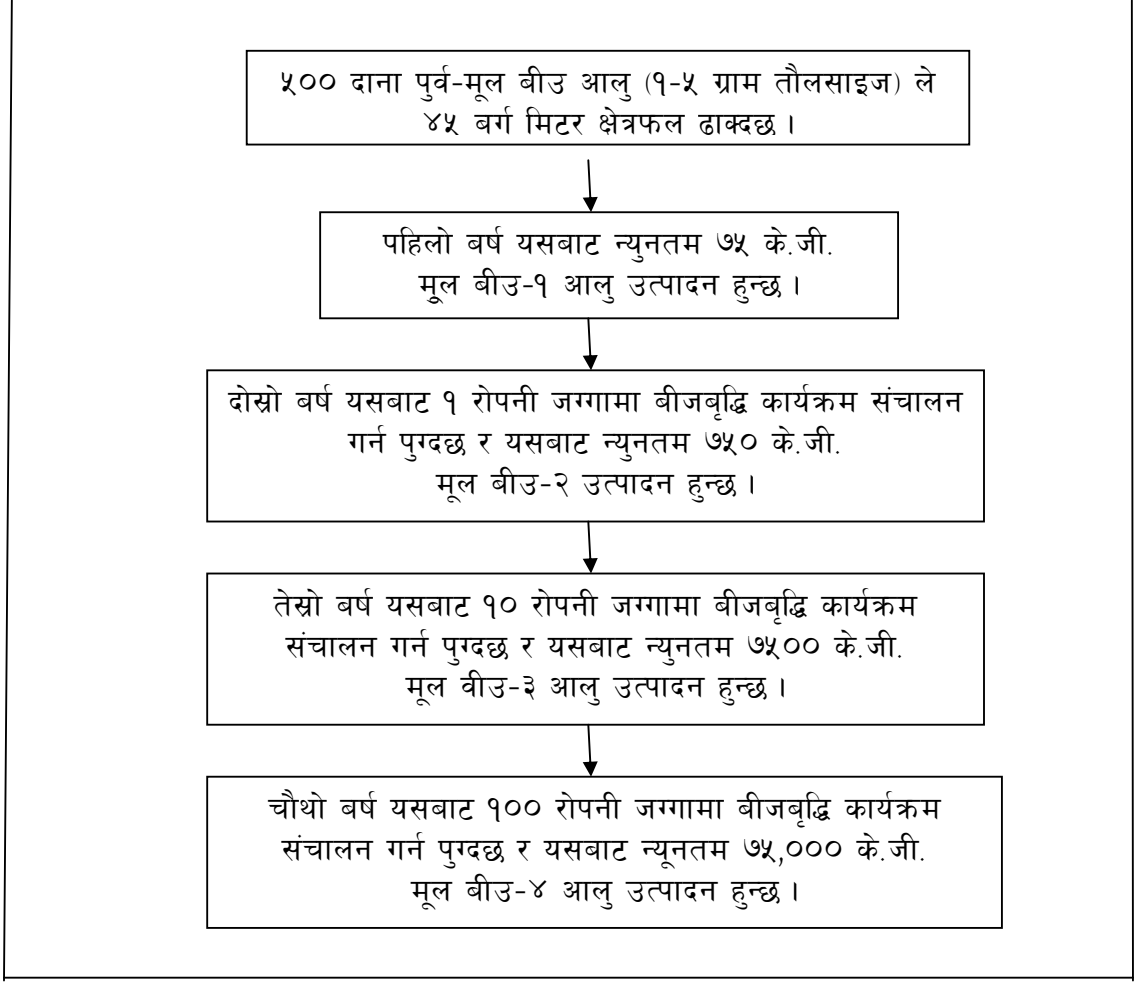 ५०० दाना पुर्व-मूल बीउ आलु (१-५ ग्राम तौलसाइज) ले
४५ बर्ग मिटर क्षेत्रफल ढाक्दछ ।
पहिलो बर्ष यसबाट न्युनतम ७५ के.जी.
मूल बीउ-१ आलु उत्पादन हुन्छ ।
दोस्रो बर्ष यसबाट १ रोपनी जग्गामा बीजबृद्धि कार्यक्रम संचालन
गर्न पुग्दछ र यसबाट न्युनतम ७५० के.जी.
मूल बीउ-२ उत्पादन हुन्छ ।
तेस्रो बर्ष यसबाट १० रोपनी जग्गामा बीजबृद्धि कार्यक्रम
संचालन गर्न पुग्दछ र यसबाट न्युनतम ७५०० के.जी.
मूल वीउ-३ आलु उत्पादन हुन्छ ।
चौथो बर्ष यसबाट १०० रोपनी जग्गामा बीजबृद्धि कार्यक्रम
संचालन गर्न पुग्दछ र यसबाट न्यूनतम ७५,००० के.जी.
मूल बीउ-४ आलु उत्पादन हुन्छ ।